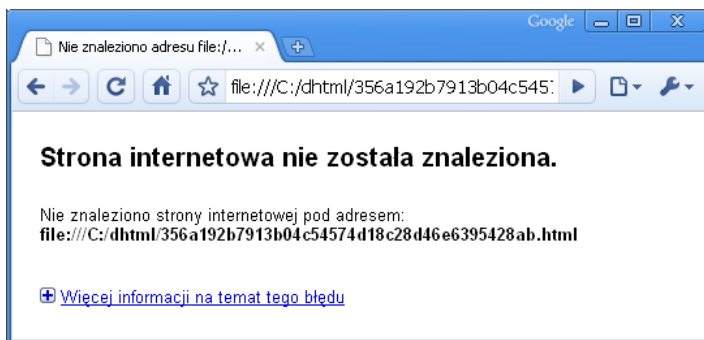 Google
Nie znaleziono adresu file:/...
file:///C:/dhtml/356a192b7913b04c5457
Strona internetowa nie zostala znaleziona.
Nie znaleziono strony internetowej pod adresem:
file:///C:/dhtml/356a192b7913b04c54574d18c28d46e6395428ab.html
Więcej informacji na temat tego błędu